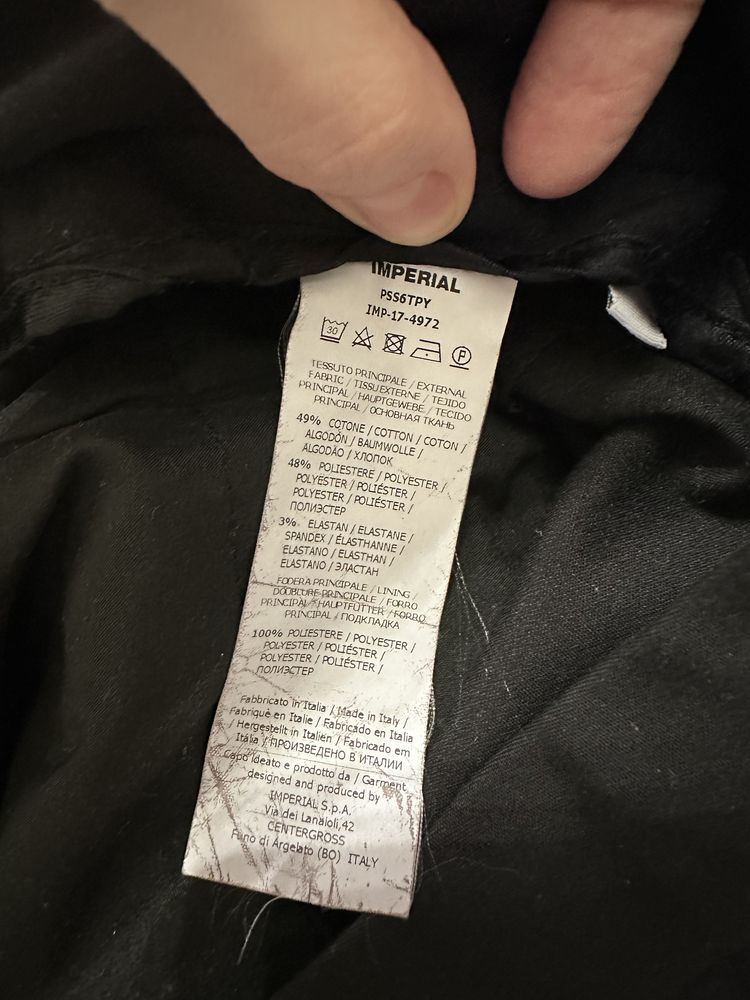 IMPERIAL
PSS6TPY
IMP-17-4972
30
P
TESSUTO PRINCIPALE / EXTERNAL
FABRIC / TISSU EXTERNE / TEJIDO
PRINCIPAL / HAUPTGEWEBE / TECIDO
PRINCIPAL / ОСНОВНАЯ ТКАНЬ
49% COTONE / COTTON / COTON /
ALGODÓN / BAUMWOLLE /
ALGODÃO / ХЛОПОК
48% POLIESTERE / POLYESTER /
POLYESTER / POLIÉSTER /
POLYESTER / POLIÉSTER /
ПОЛИЭСТЕР
3% ELASTAN / ELASTANE /
SPANDEX / ÉLASTHANNE /
ELASTANO / ELASTHAN /
ELASTANO / ЭЛАСТАН
FODERA PRINCIPALE / LINING /
DOUBLURE PRINCIPALE / FORRO
PRINCIPAL / HAUPTFUTTER / FORRO
PRINCIPAL / ПОДКЛАДКА
100% POLIESTERE / POLYESTER /
POLYESTER / POLIÉSTER /
POLYESTER / POLIÉSTER /
ПОЛИЭСТЕР
Fabbricato in Italia / Made in Italy /
Fabriqué en Italie / Fabricado en Italia
/ Hergestellt in Italien / Fabricado em
Itália / ПРОИЗВЕДЕНО В ИТАЛИИ
Capo ideato e prodotto da / Garment
designed and produced by
IMPERIAL S.p.A.
Via dei Lanaioli,42
CENTERGROSS
Funo di Argelato (BO) ITALY